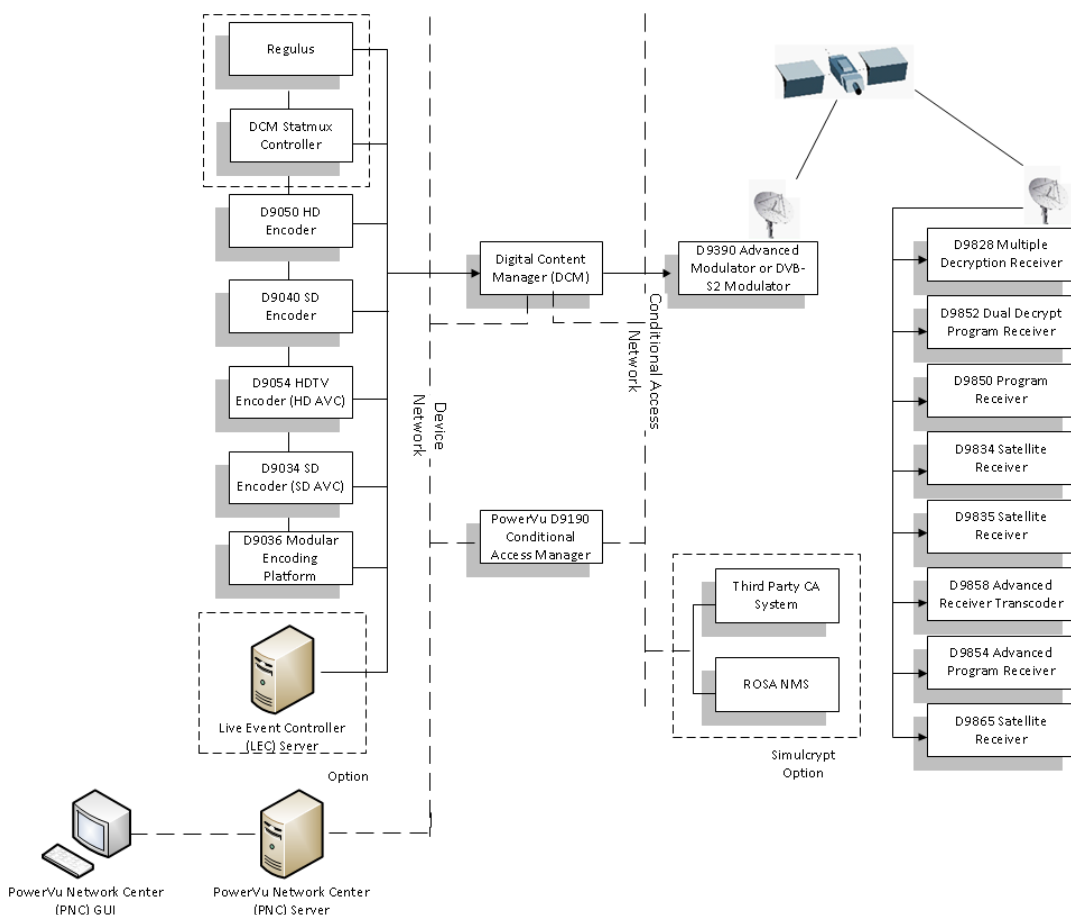 Regulus
DCM Statmux
Controller
D9050 HD
Encoder
D9040 SD
Encoder
D9054 HDTV
Encoder (HD AVC)
D9034 SD
Encoder (SD AVC)
D9036 Modular
Encoding
Platform
Live Event Controller
(LEC) Server
Option
PowerVu Network Center
(PNC) GUI
PowerVu Network Center
(PNC) Server
Device
Network
Digital Content
Manager (DCM)
PowerVu D9190
Conditional
Access Manager
Conditional Access
Network
D9390 Advanced
Modulator or DVB-
S2 Modulator
Third Party CA
System
ROSA NMS
Simulcrypt
Option
D9828 Multiple
Decryption Receiver
D9852 Dual Decrypt
Program Receiver
D9850 Program
Receiver
D9834 Satellite
Receiver
D9835 Satellite
Receiver
D9858 Advanced
Receiver Transcoder
D9854 Advanced
Program Receiver
D9865 Satellite
Receiver